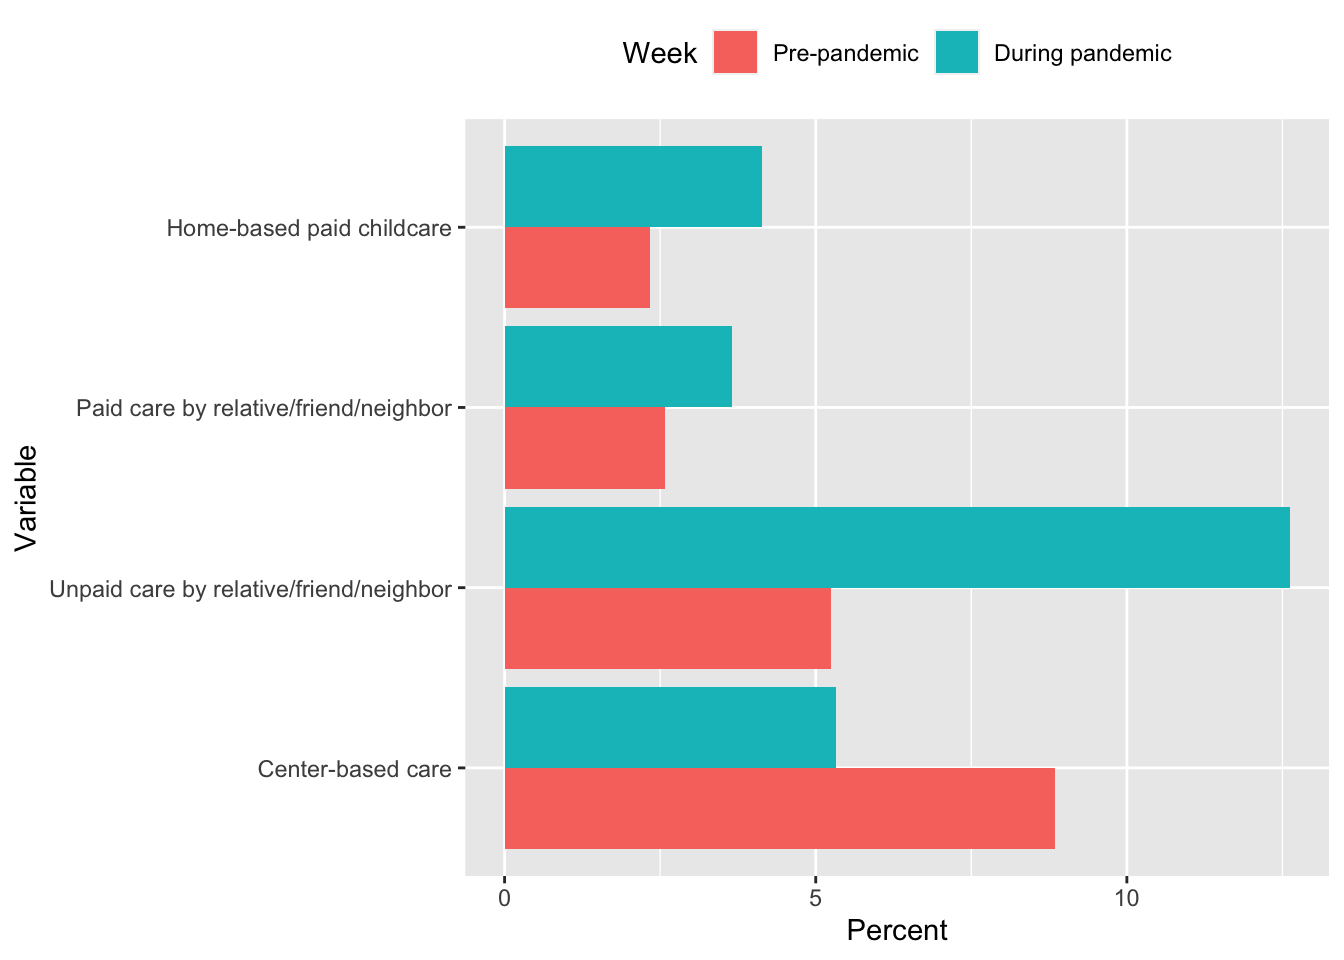 Week Pre-pandemic During pandemic
Home-based paid childcare
Paid care by relative/friend/neighbor
Unpaid care by relative/friend/neighbor
Center-based care
Variable
0 5 10
Percent